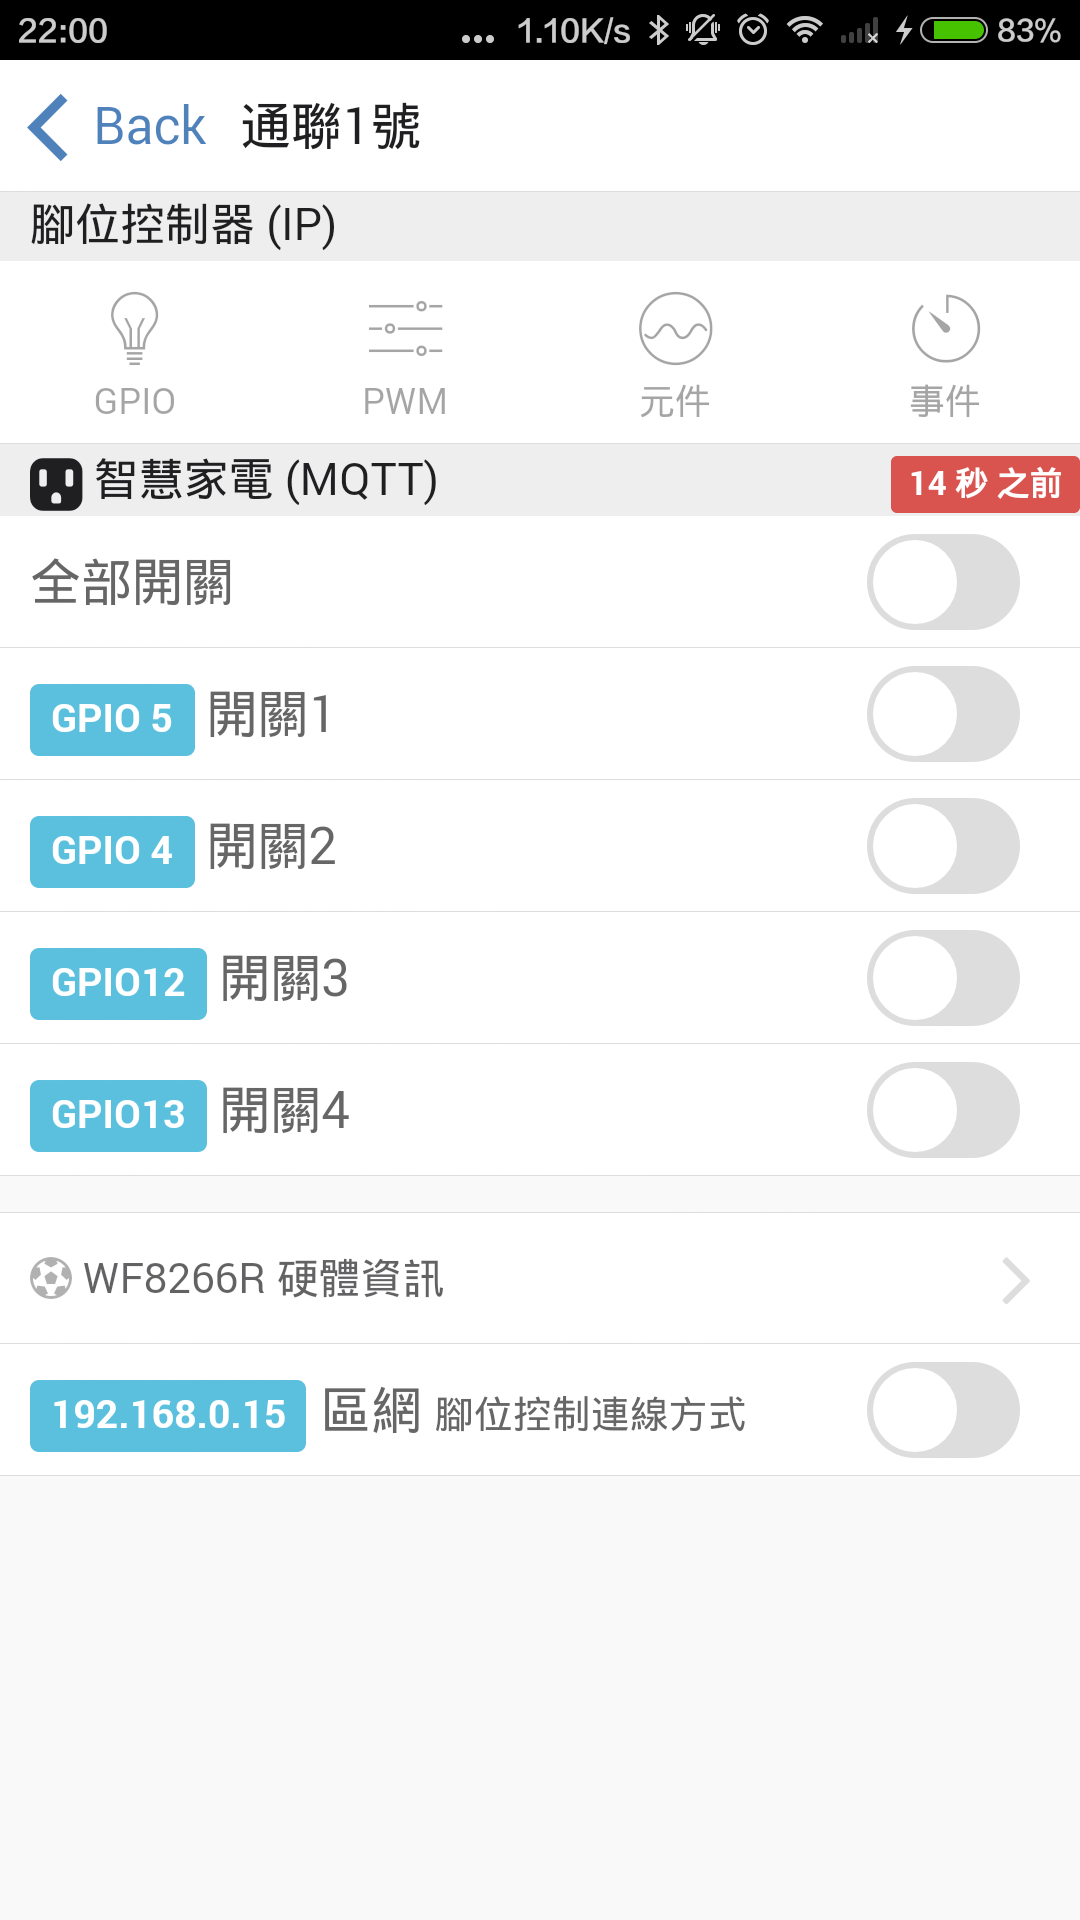 22:00 ... 1.10K/s 83%
Back 通聯1號
腳位控制器 (IP)
GPIO PWM 元件 事件
智慧家電 (MQTT) 14 秒 之前
全部開關
GPIO 5 開關1
GPIO 4 開關2
GPIO12 開關3
GPIO13 開關4
WF8266R 硬體資訊
192.168.0.15 區網 腳位控制連線方式